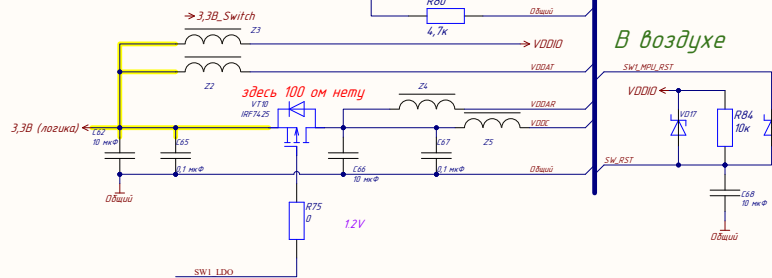 R80
Общий
4,7к
3,3В_Switch
Z3
VDDIO
В воздухе
SW1_MPU_RST
Z2
VDDAT
здесь 100 ом нету
VT10
IRF7425
Z4
VDDIO
VDDAR
R84
10к
VD17
3,3В (логика)
C62
10 мкФ
C65
0,1 мкФ
VDDC
C67
0,1 мкФ
Z5
C66
10 мкФ
Общий
SW_RST
Общий
R75
0
1.2V
C68
10 мкФ
Общий
SW1_LDO